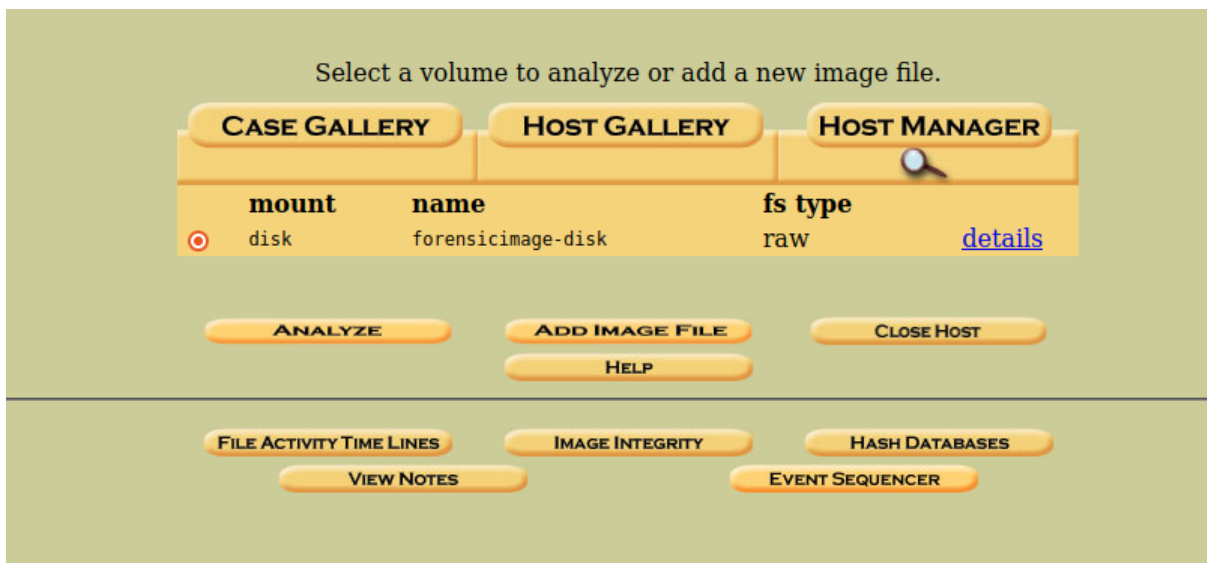 Select a volume to analyze or add a new image file.
CASE GALLERY HOST GALLERY HOST MANAGER
mount name fs type
disk forensicimage-disk raw details
ANALYZE ADD IMAGE FILE CLOSE HOST
HELP
FILE ACTIVITY TIME LINES IMAGE INTEGRITY HASH DATABASES
VIEW NOTES EVENT SEQUENCER